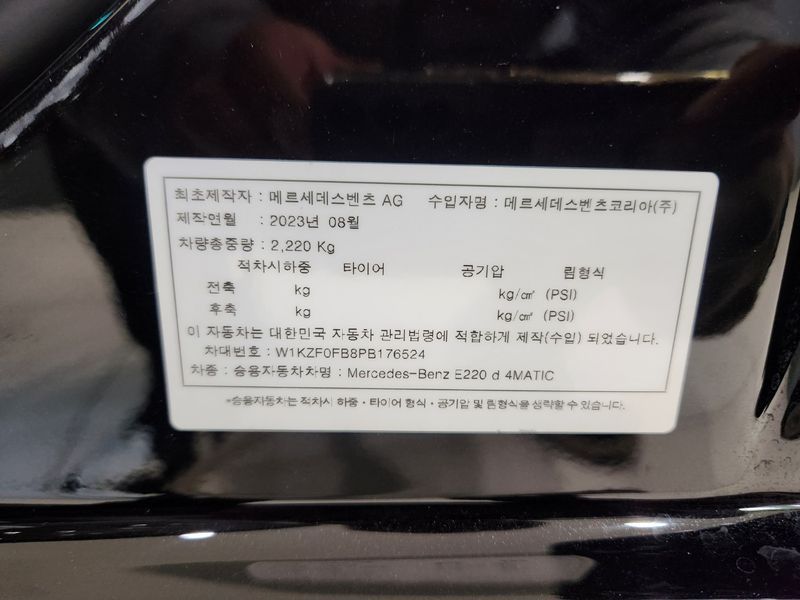 최초제작자 : 메르세데스벤츠 AG 수입자명 : 메르세데스벤츠코리아(주)
제작연월 : 2023년 08월
차량총중량 : 2,220 Kg
적차시하중 타이어 공기압 림형식
전축 kg kg/㎠ (PSI)
후축 kg kg/㎠ (PSI)
이 자동차는 대한민국 자동차 관리법령에 적합하게 제작(수입) 되었습니다.
차대번호 : W1KZF0FB8PB176524
차종 : 승용자동차차명 : Mercedes-Benz E220 d 4MATIC
*승용자동차는 적차시 하중・타이어 형식・공기압 및 림형식을 생략할 수 있습니다.